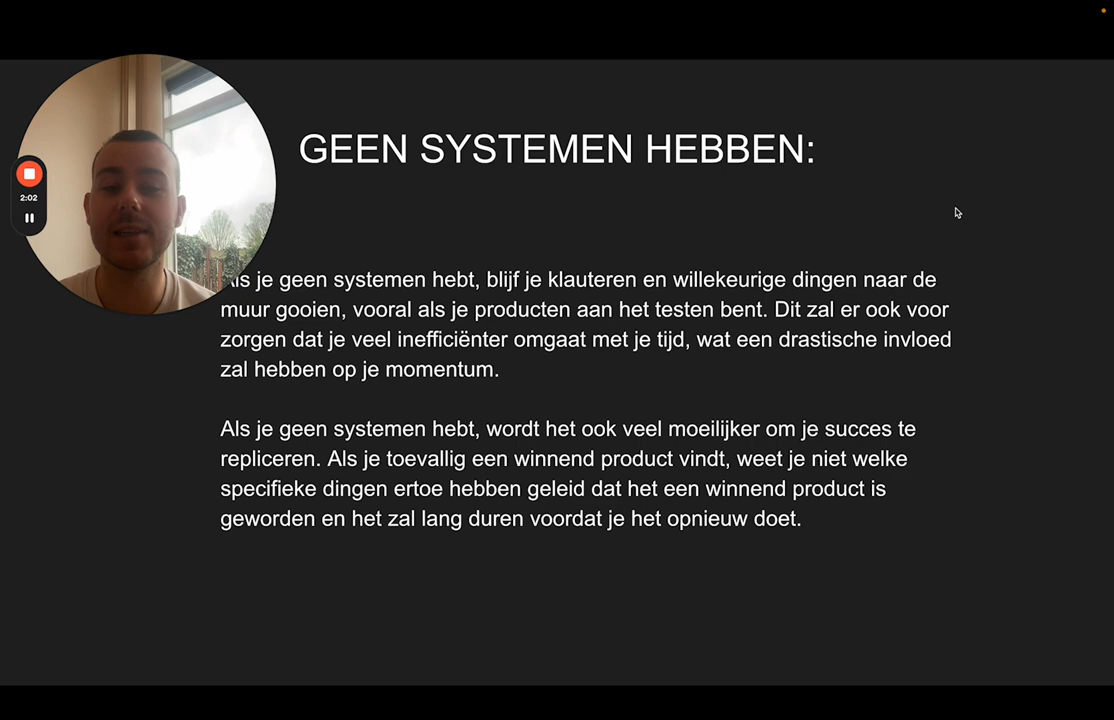 GEEN SYSTEMEN HEBBEN:
2:02
Als je geen systemen hebt, blijf je klauteren en willekeurige dingen naar de
muur gooien, vooral als je producten aan het testen bent. Dit zal er ook voor
zorgen dat je veel inefficiënter omgaat met je tijd, wat een drastische invloed
zal hebben op je momentum.
Als je geen systemen hebt, wordt het ook veel moeilijker om je succes te
repliceren. Als je toevallig een winnend product vindt, weet je niet welke
specifieke dingen ertoe hebben geleid dat het een winnend product is
geworden en het zal lang duren voordat je het opnieuw doet.